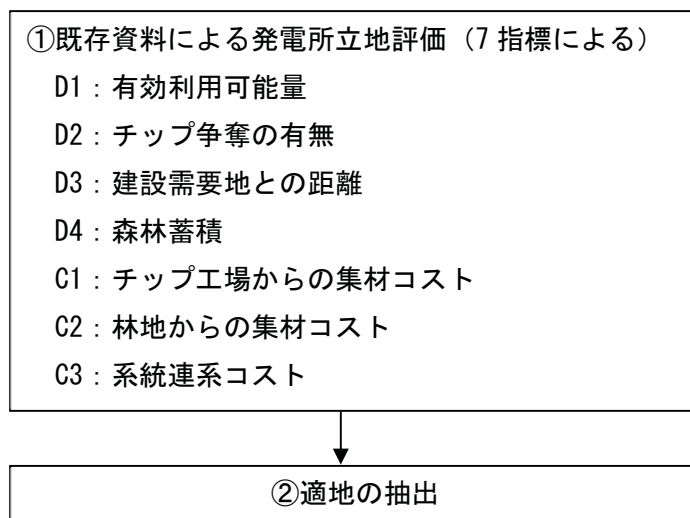 ①既存資料による発電所立地評価（7 指標による）
D1：有効利用可能量
D2：チップ争奪の有無
D3：建設需要地との距離
D4：森林蓄積
C1：チップ工場からの集材コスト
C2：林地からの集材コスト
C3：系統連系コスト
②適地の抽出